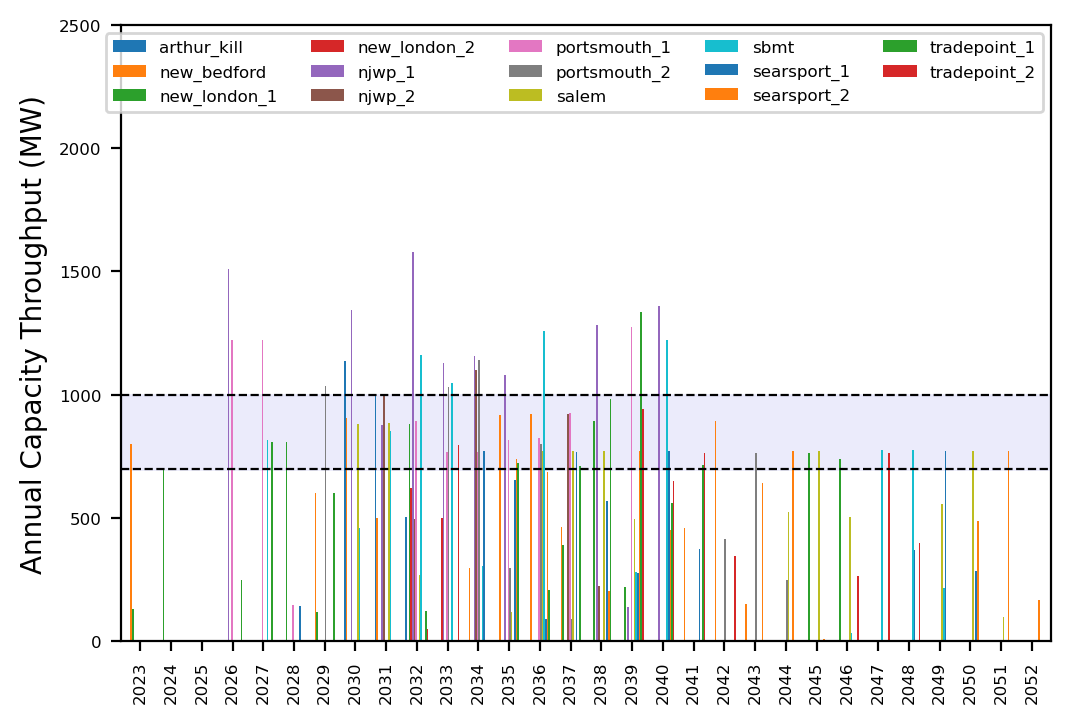 2500
2000
1500
1000
500
0
Annual Capacity Throughput (MW)
arthur_kill
new_bedford
new_london_1
new_london_2
njwp_1
njwp_2
portsmouth_1
portsmouth_2
salem
sbmt
searsport_1
searsport_2
tradepoint_1
tradepoint_2
2023
2024
2025
2026
2027
2028
2029
2030
2031
2032
2033
2034
2035
2036
2037
2038
2039
2040
2041
2042
2043
2044
2045
2046
2047
2048
2049
2050
2051
2052